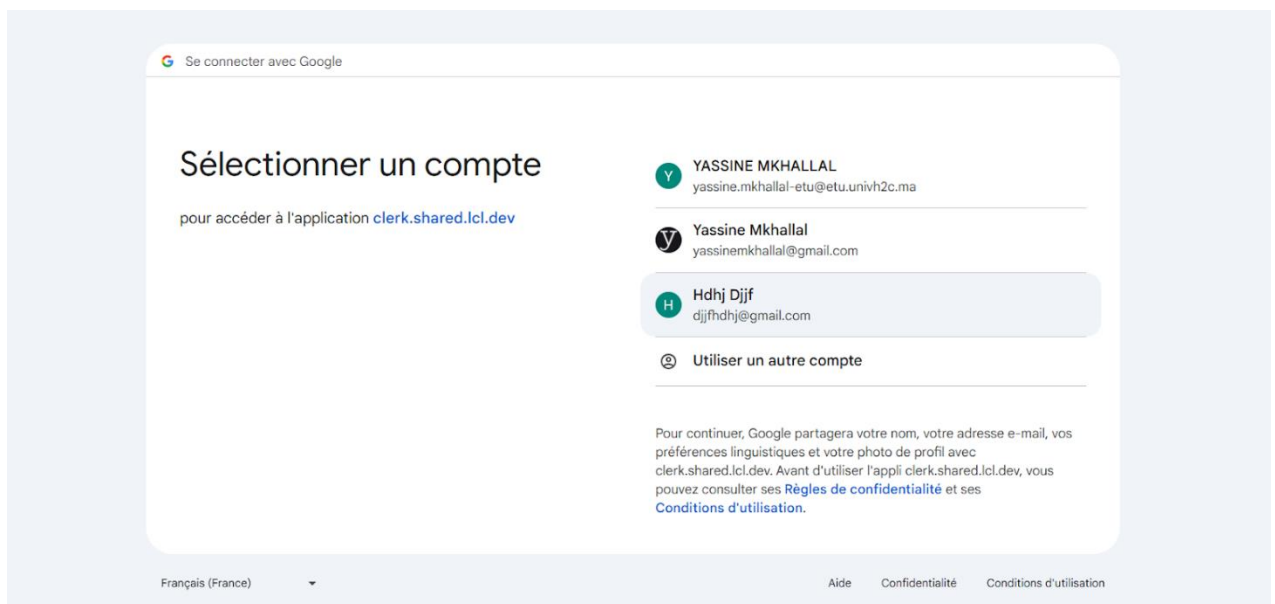 Se connecter avec Google
Sélectionner un compte
pour accéder à l'application clerk.shared.lcl.dev
Y
YASSINE MKHALLAL
yassine.mkhallal-etu@etu.univh2c.ma
y
Yassine Mkhallal
yassinemkhallal@gmail.com
H
Hdhj Djjf
djjfhdhj@gmail.com
Utiliser un autre compte
Pour continuer, Google partagera votre nom, votre adresse e-mail, vos
préférences linguistiques et votre photo de profil avec
clerk.shared.lcl.dev. Avant d'utiliser l'appli clerk.shared.lcl.dev, vous
pouvez consulter ses Règles de confidentialité et ses
Conditions d'utilisation.
Français (France)
Aide Confidentialité Conditions d'utilisation